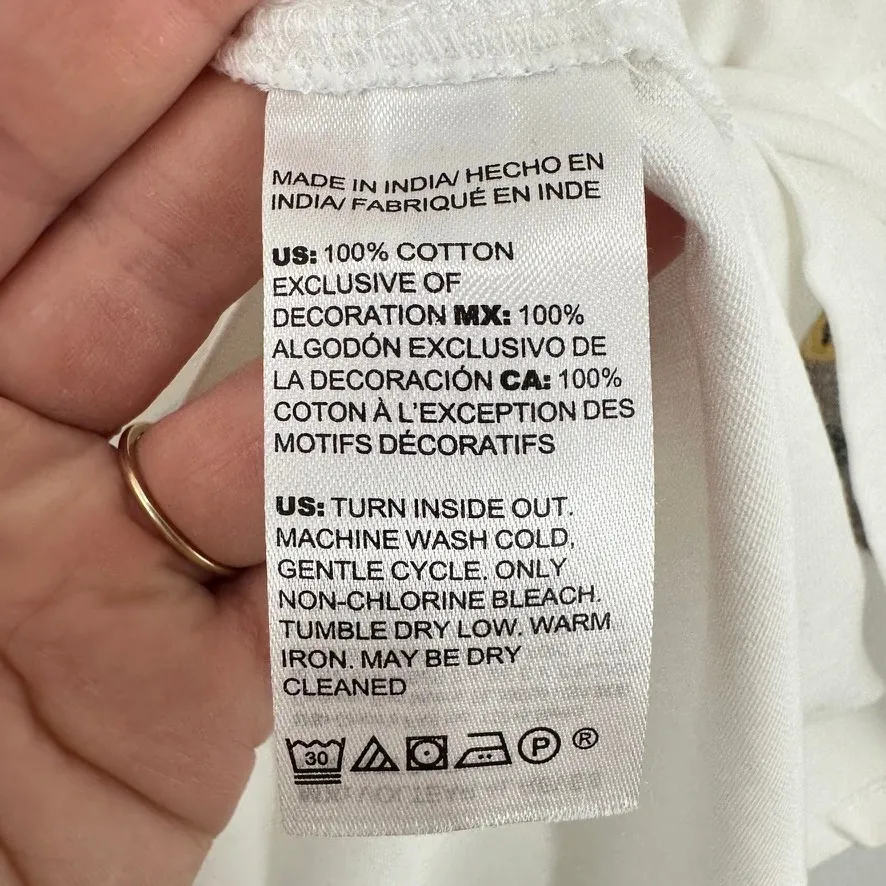 MADE IN INDIA/ HECHO EN
INDIA/ FABRIQUÉ EN INDE
US: 100% COTTON
EXCLUSIVE OF
DECORATION MX: 100%
ALGODÓN EXCLUSIVO DE
LA DECORACIÓN CA: 100%
COTON À L'EXCEPTION DES
MOTIFS DÉCORATIFS
US: TURN INSIDE OUT.
MACHINE WASH COLD,
GENTLE CYCLE. ONLY
NON-CHLORINE BLEACH.
TUMBLE DRY LOW. WARM
IRON. MAY BE DRY
CLEANED
30 P ®